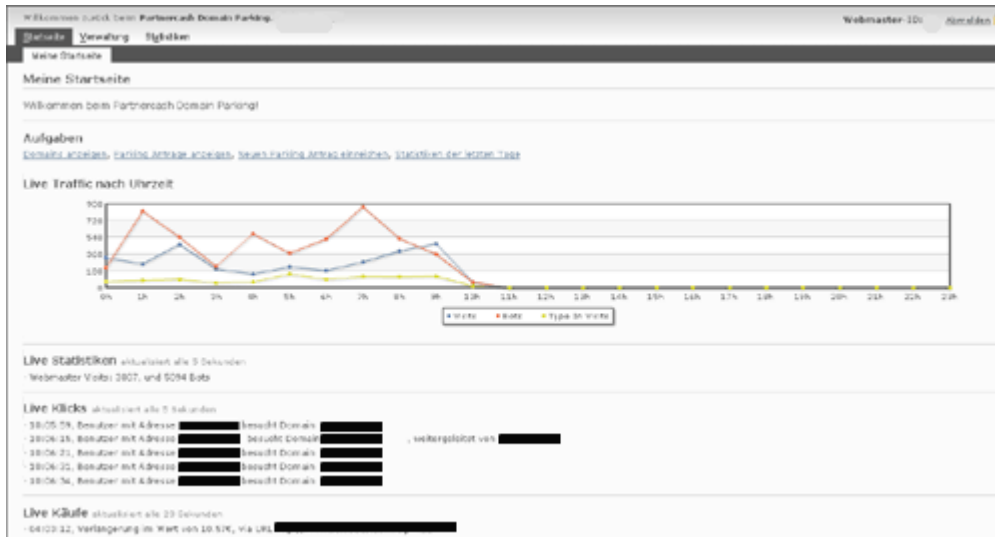 Willkommen zurück beim Partnercash Domain Parking.
Webmaster-ID: Abmelden
Startseite Verwaltung Statistiken
Meine Startseite
Meine Startseite
Willkommen beim Partnercash Domain Parking!
Aufgaben
Domains anzeigen, Parking Anträge anzeigen, Neuen Parking Antrag einreichen, Statistiken der letzten Tage
Live Traffic nach Uhrzeit
900
720
540
360
180
0
0h 1h 2h 3h 4h 5h 6h 7h 8h 9h 10h 11h 12h 13h 14h 15h 16h 17h 18h 19h 20h 21h 22h 23h
Visits Bots Type In Visits
Live Statistiken aktualisiert alle 5 Sekunden
- Webmaster Visits: 3807, und 5094 Bots
Live Klicks aktualisiert alle 5 Sekunden
- 10:05:59, Benutzer mit Adresse besucht Domain
- 10:06:15, Benutzer mit Adresse besucht Domain , weitergeleitet von
- 10:06:21, Benutzer mit Adresse besucht Domain
- 10:06:31, Benutzer mit Adresse besucht Domain
- 10:06:34, Benutzer mit Adresse besucht Domain
Live Käufe aktualisiert alle 20 Sekunden
- 04:03:12, Verlängerung im Wert von 10.57€, via URL